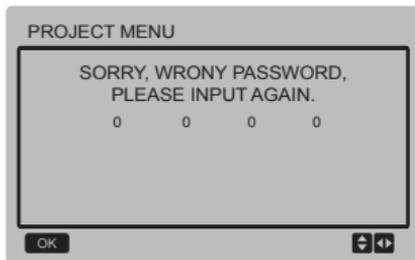 PROJECT MENU
SORRY, WRONY PASSWORD,
PLEASE INPUT AGAIN.
0 0 0 0
OK